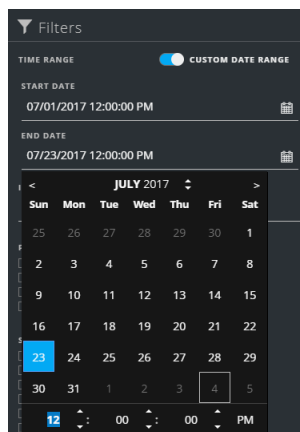 Filters
TIME RANGE CUSTOM DATE RANGE
START DATE
07/01/2017 12:00:00 PM
END DATE
07/23/2017 12:00:00 PM
< JULY 2017 >
Sun Mon Tue Wed Thu Fri Sat
25 26 27 28 29 30 1
2 3 4 5 6 7 8
9 10 11 12 13 14 15
16 17 18 19 20 21 22
23 24 25 26 27 28 29
30 31 1 2 3 4 5
12 : 00 : 00 PM